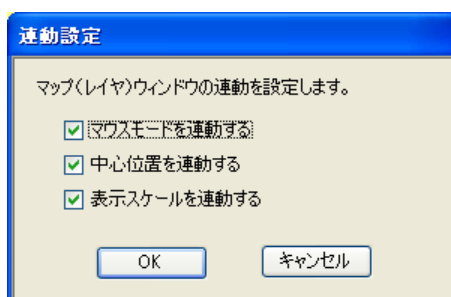 連動設定
マップ(レイヤ)ウィンドウの連動を設定します。
マウスモードを連動する
中心位置を連動する
表示スケールを連動する
OK キャンセル